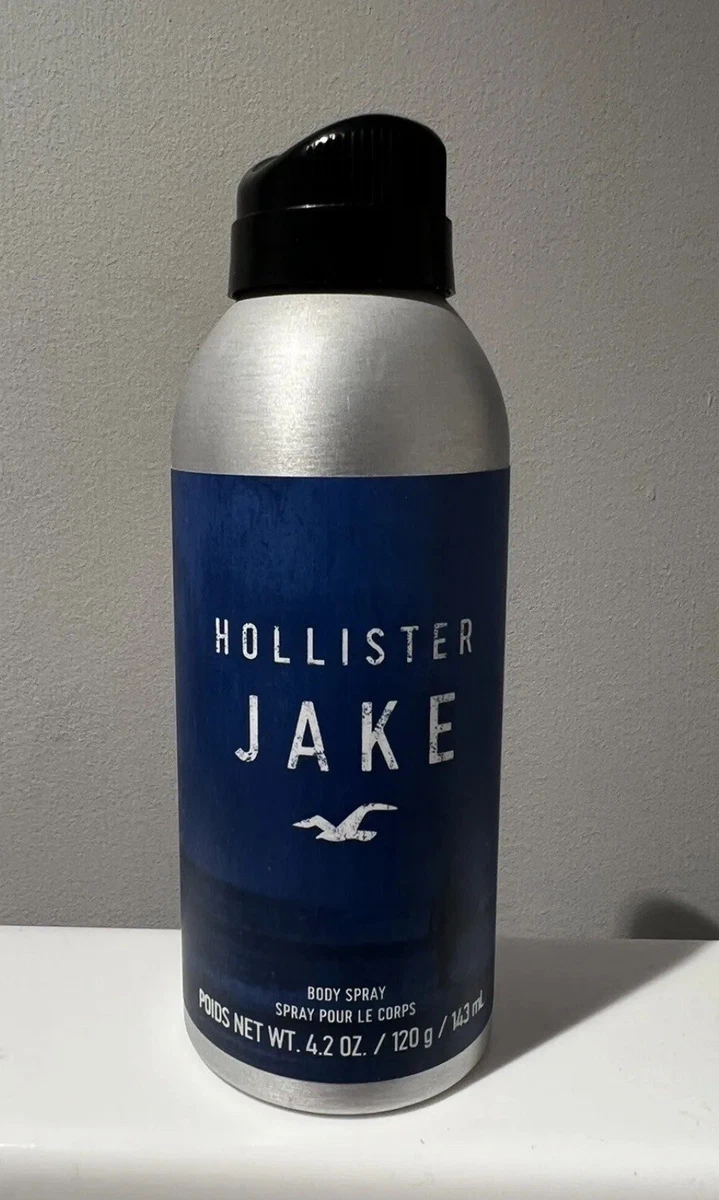 HOLLISTER
JAKE
BODY SPRAY
SPRAY POUR LE CORPS
POIDS NET WT. 4.2 OZ. / 120 g / 143 mL